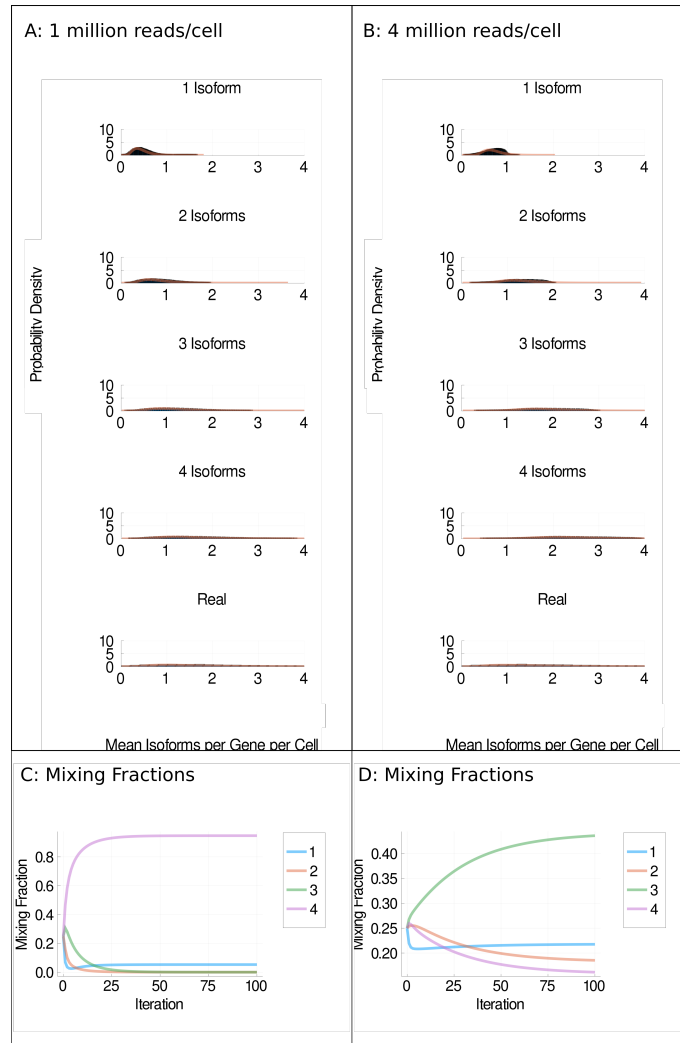 A: 1 million reads/cell
1 Isoform
10
5
0
0 1 2 3 4
2 Isoforms
10
5
0
0 1 2 3 4
3 Isoforms
10
5
0
0 1 2 3 4
4 Isoforms
10
5
0
0 1 2 3 4
Real
10
5
0
0 1 2 3 4
Probability Density
Mean Isoforms per Gene per Cell
B: 4 million reads/cell
1 Isoform
10
5
0
0 1 2 3 4
2 Isoforms
10
5
0
0 1 2 3 4
3 Isoforms
10
5
0
0 1 2 3 4
4 Isoforms
10
5
0
0 1 2 3 4
Real
10
5
0
0 1 2 3 4
Probability Density
Mean Isoforms per Gene per Cell
C: Mixing Fractions
Mixing Fraction
0.8
0.6
0.4
0.2
0.0
0 25 50 75 100
Iteration
1
2
3
4
D: Mixing Fractions
Mixing Fraction
0.40
0.35
0.30
0.25
0.20
0 25 50 75 100
Iteration
1
2
3
4